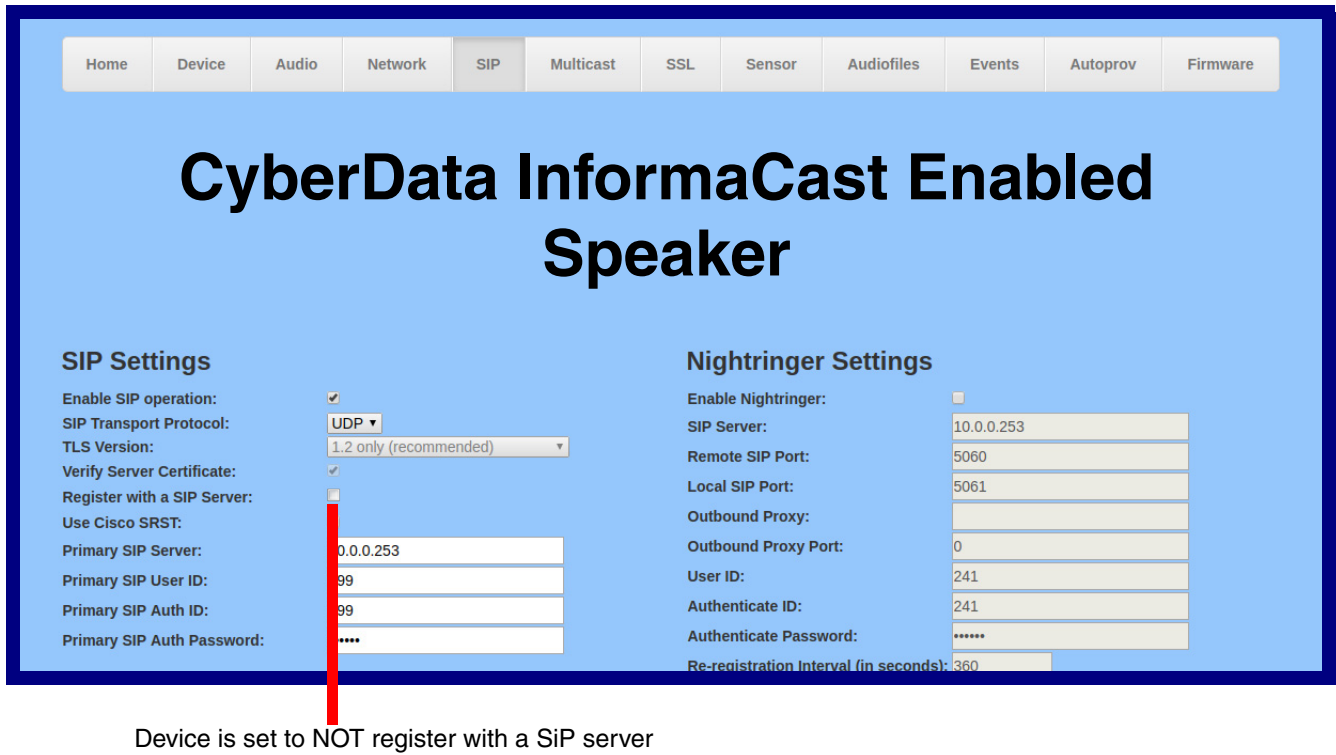 Home Device Audio Network SIP Multicast SSL Sensor Audiofiles Events Autoprov Firmware
CyberData InformaCast Enabled
Speaker
SIP Settings
Enable SIP operation:
SIP Transport Protocol: UDP
TLS Version: 1.2 only (recommended)
Verify Server Certificate:
Register with a SIP Server:
Use Cisco SRST:
Primary SIP Server: 0.0.0.253
Primary SIP User ID: 99
Primary SIP Auth ID: 99
Primary SIP Auth Password: •••••
Nightringer Settings
Enable Nightringer:
SIP Server: 10.0.0.253
Remote SIP Port: 5060
Local SIP Port: 5061
Outbound Proxy:
Outbound Proxy Port: 0
User ID: 241
Authenticate ID: 241
Authenticate Password: ••••••
Re-registration Interval (in seconds): 360
Device is set to NOT register with a SiP server